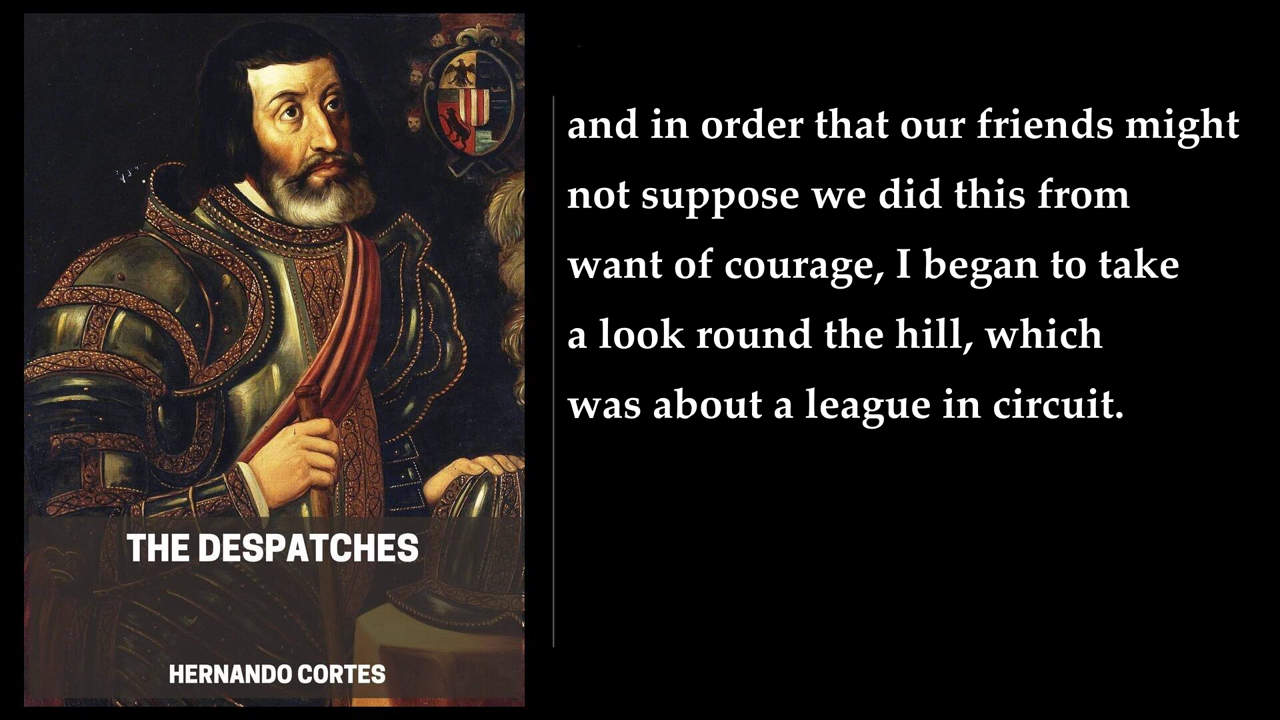 and in order that our friends might
not suppose we did this from
want of courage, I began to take
a look round the hill, which
was about a league in circuit.
THE DESPATCHES
HERNANDO CORTES